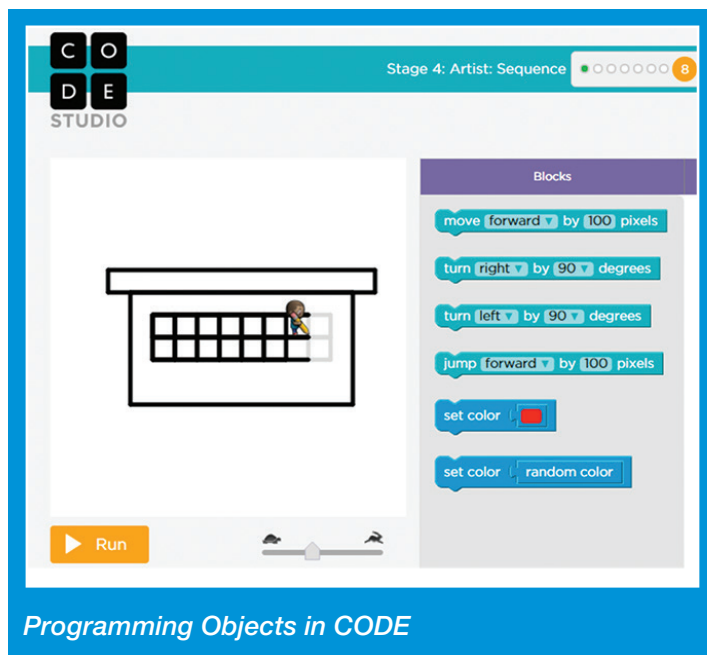 C O
D E
STUDIO
Stage 4: Artist: Sequence 8
Blocks
move forward by 100 pixels
turn right by 90 degrees
turn left by 90 degrees
jump forward by 100 pixels
set color
set color random color
Run
Programming Objects in CODE